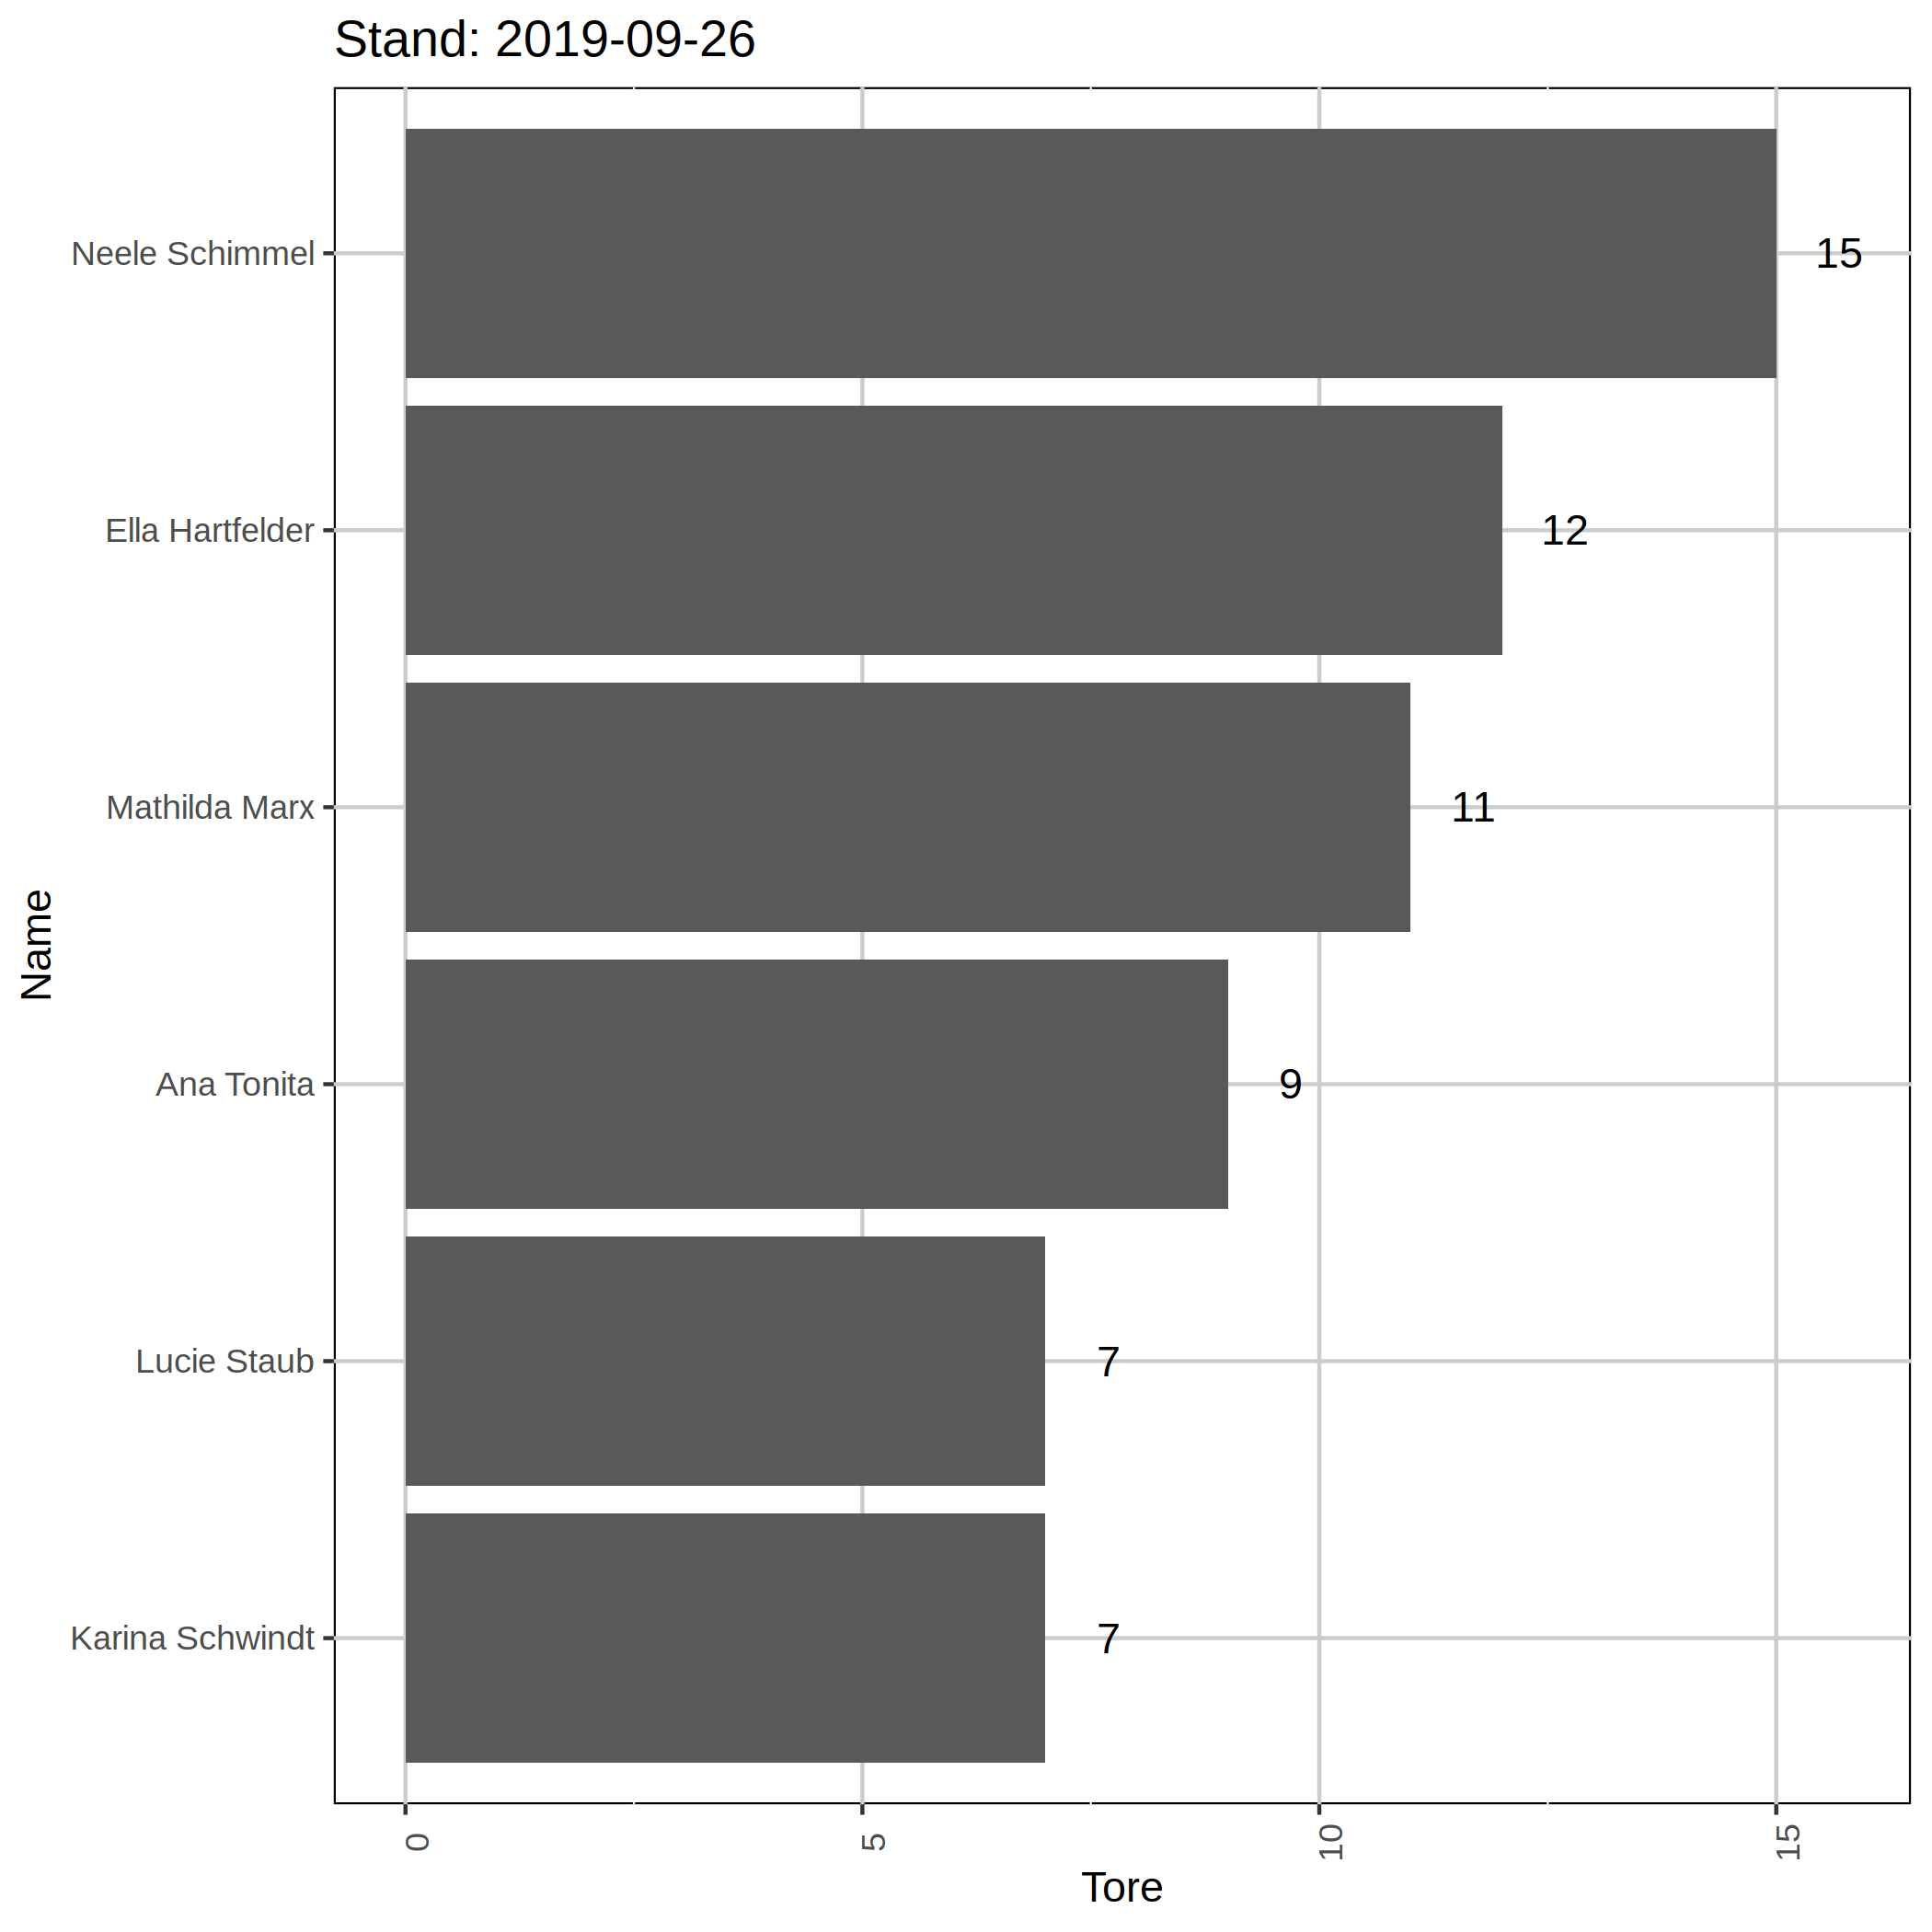 Stand: 2019-09-26
Neele Schimmel 15
Ella Hartfelder 12
Mathilda Marx 11
Name
Ana Tonita 9
Lucie Staub 7
Karina Schwindt 7
0 5 10 15
Tore